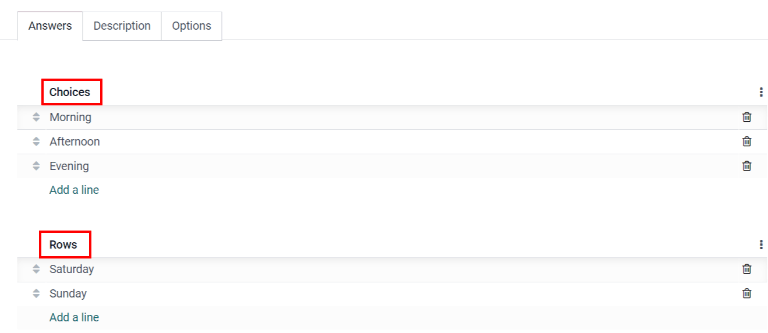 Answers Description Options
Choices
Morning
Afternoon
Evening
Add a line
Rows
Saturday
Sunday
Add a line